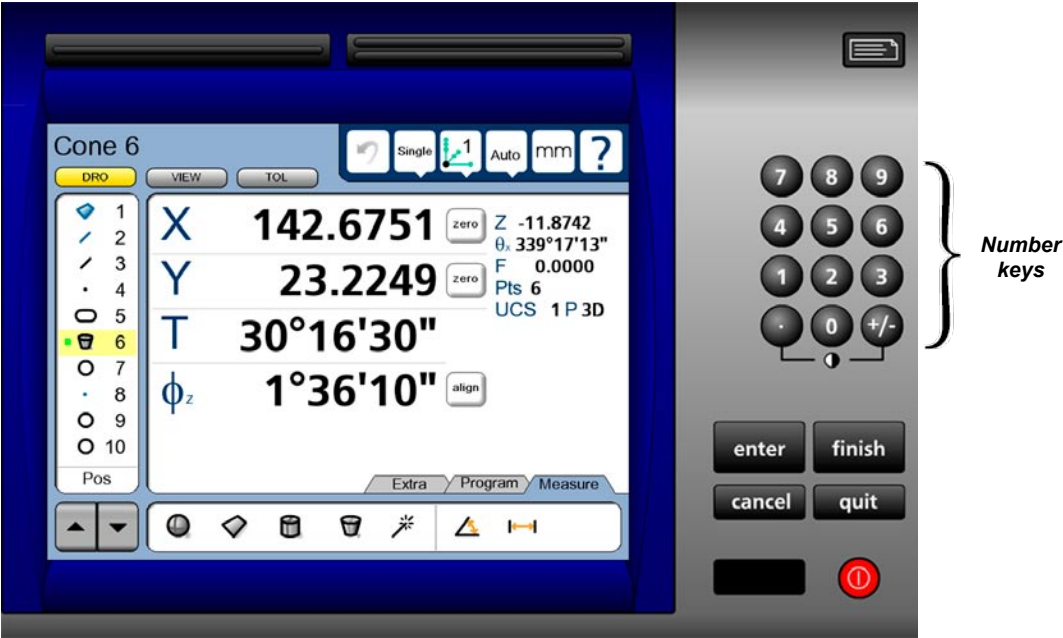 Cone 6
Single 1 Auto mm ?
DRO VIEW TOL
1
2
3
4
5
6
7
8
9
10
Pos
X 142.6751 zero
Y 23.2249 zero
T 30°16'30"
ϕz 1°36'10" align
Z -11.8742
θx 339°17'13"
F 0.0000
Pts 6
UCS 1 P 3D
Extra Program Measure
7 8 9
4 5 6
1 2 3
. 0 +/-
Number
keys
enter finish
cancel quit